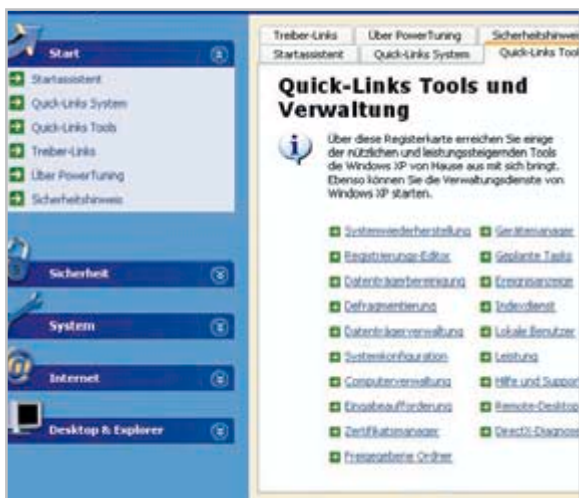 Start
Startassistent
Quick-Links System
Quick-Links Tools
Treiber-Links
Über PowerTuning
Sicherheitshinweis
Sicherheit
System
Internet
Desktop & Explorer
Treiber-Links Über PowerTuning Sicherheitshinweis
Startassistent Quick-Links System Quick-Links Tool
Quick-Links Tools und
Verwaltung
Über diese Registerkarte erreichen Sie einige
der nützlichen und leistungssteigernden Tools
die Windows XP von Hause aus mit sich bringt.
Ebenso können Sie die Verwaltungsdienste von
Windows XP starten.
Systemwiederherstellung Gerätemanager
Registrierungs-Editor Geplante Tasks
Datenträgerbereinigung Ereignisanzeige
Defragmentierung Indexdienst
Datenträgerverwaltung Lokale Benutzer
Systemkonfiguration Leistung
Computerverwaltung Hilfe und Support
Eingabeaufforderung Remote-Desktop
Zertifikatsmanager DirectX-Diagnose
Freigegebene Ordner